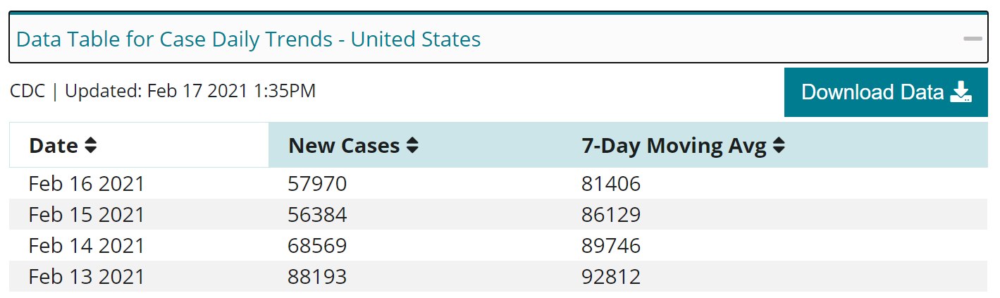 Data Table for Case Daily Trends - United States
CDC | Updated: Feb 17 2021 1:35PM
Download Data
Date New Cases 7-Day Moving Avg
Feb 16 2021 57970 81406
Feb 15 2021 56384 86129
Feb 14 2021 68569 89746
Feb 13 2021 88193 92812